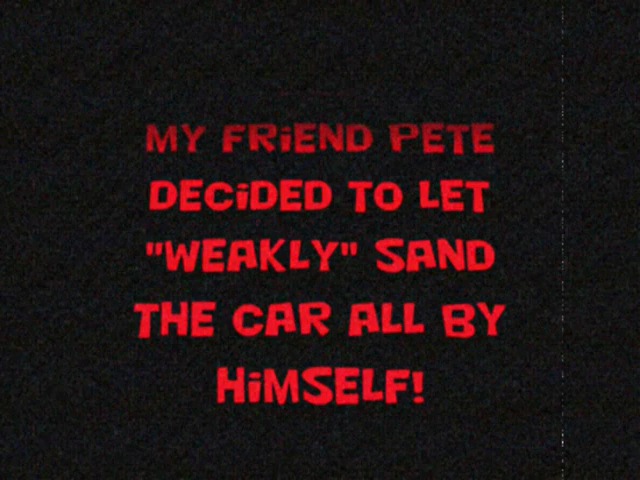 MY FRiEND PETE
DECiDED TO LET
"WEAKLY" SAND
THE CAR ALL BY
HiMSELF!